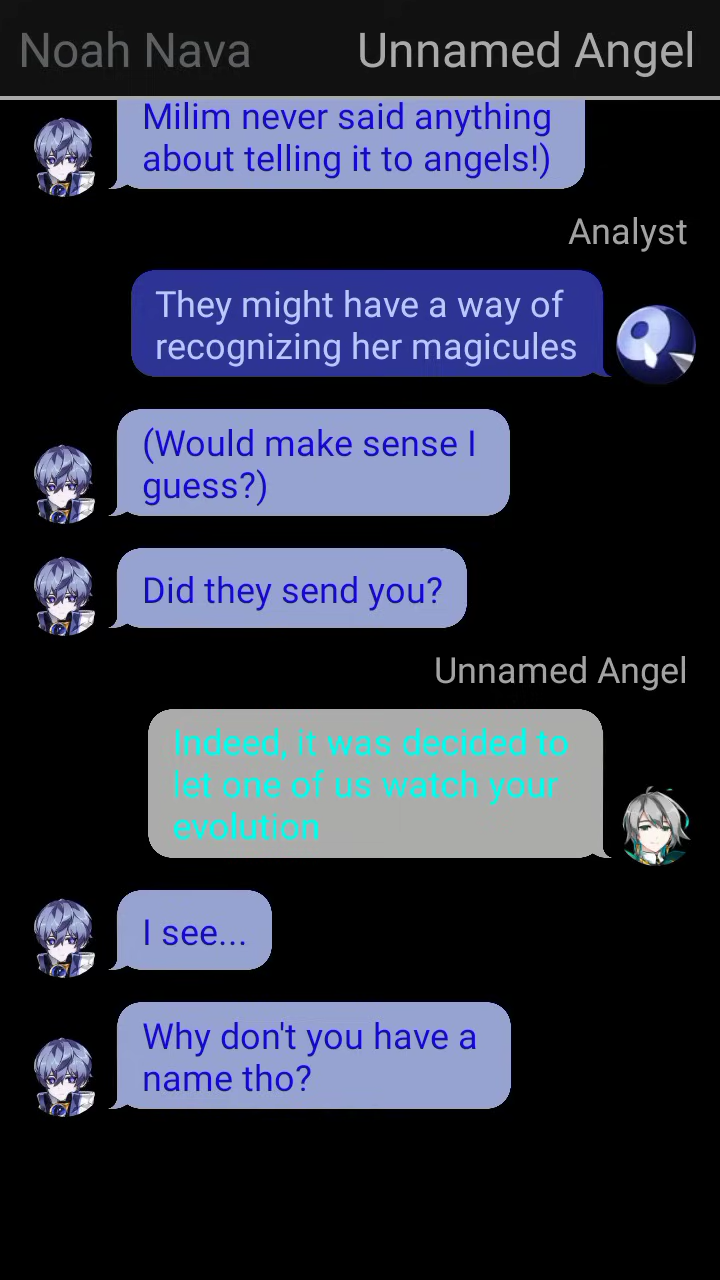 Noah Nava
Unnamed Angel
Milim never said anything
about telling it to angels!)
Analyst
They might have a way of
recognizing her magicules
(Would make sense I
guess?)
Did they send you?
Unnamed Angel
Indeed, it was decided to
let one of us watch your
evolution
I see...
Why don't you have a
name tho?